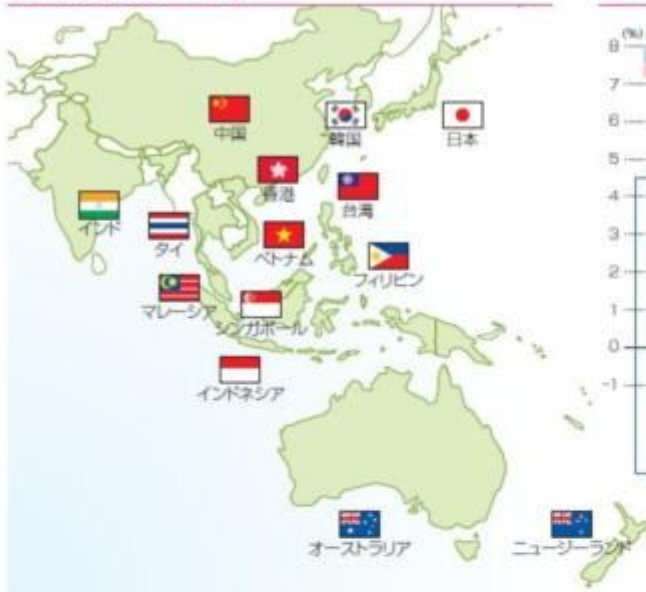 中国
韓国
日本
香港
台湾
インド
タイ
ベトナム
フィリピン
マレーシア
シンガポール
インドネシア
オーストラリア
ニュージーランド
(%)
8
7
6
5
4
3
2
1
0
-1